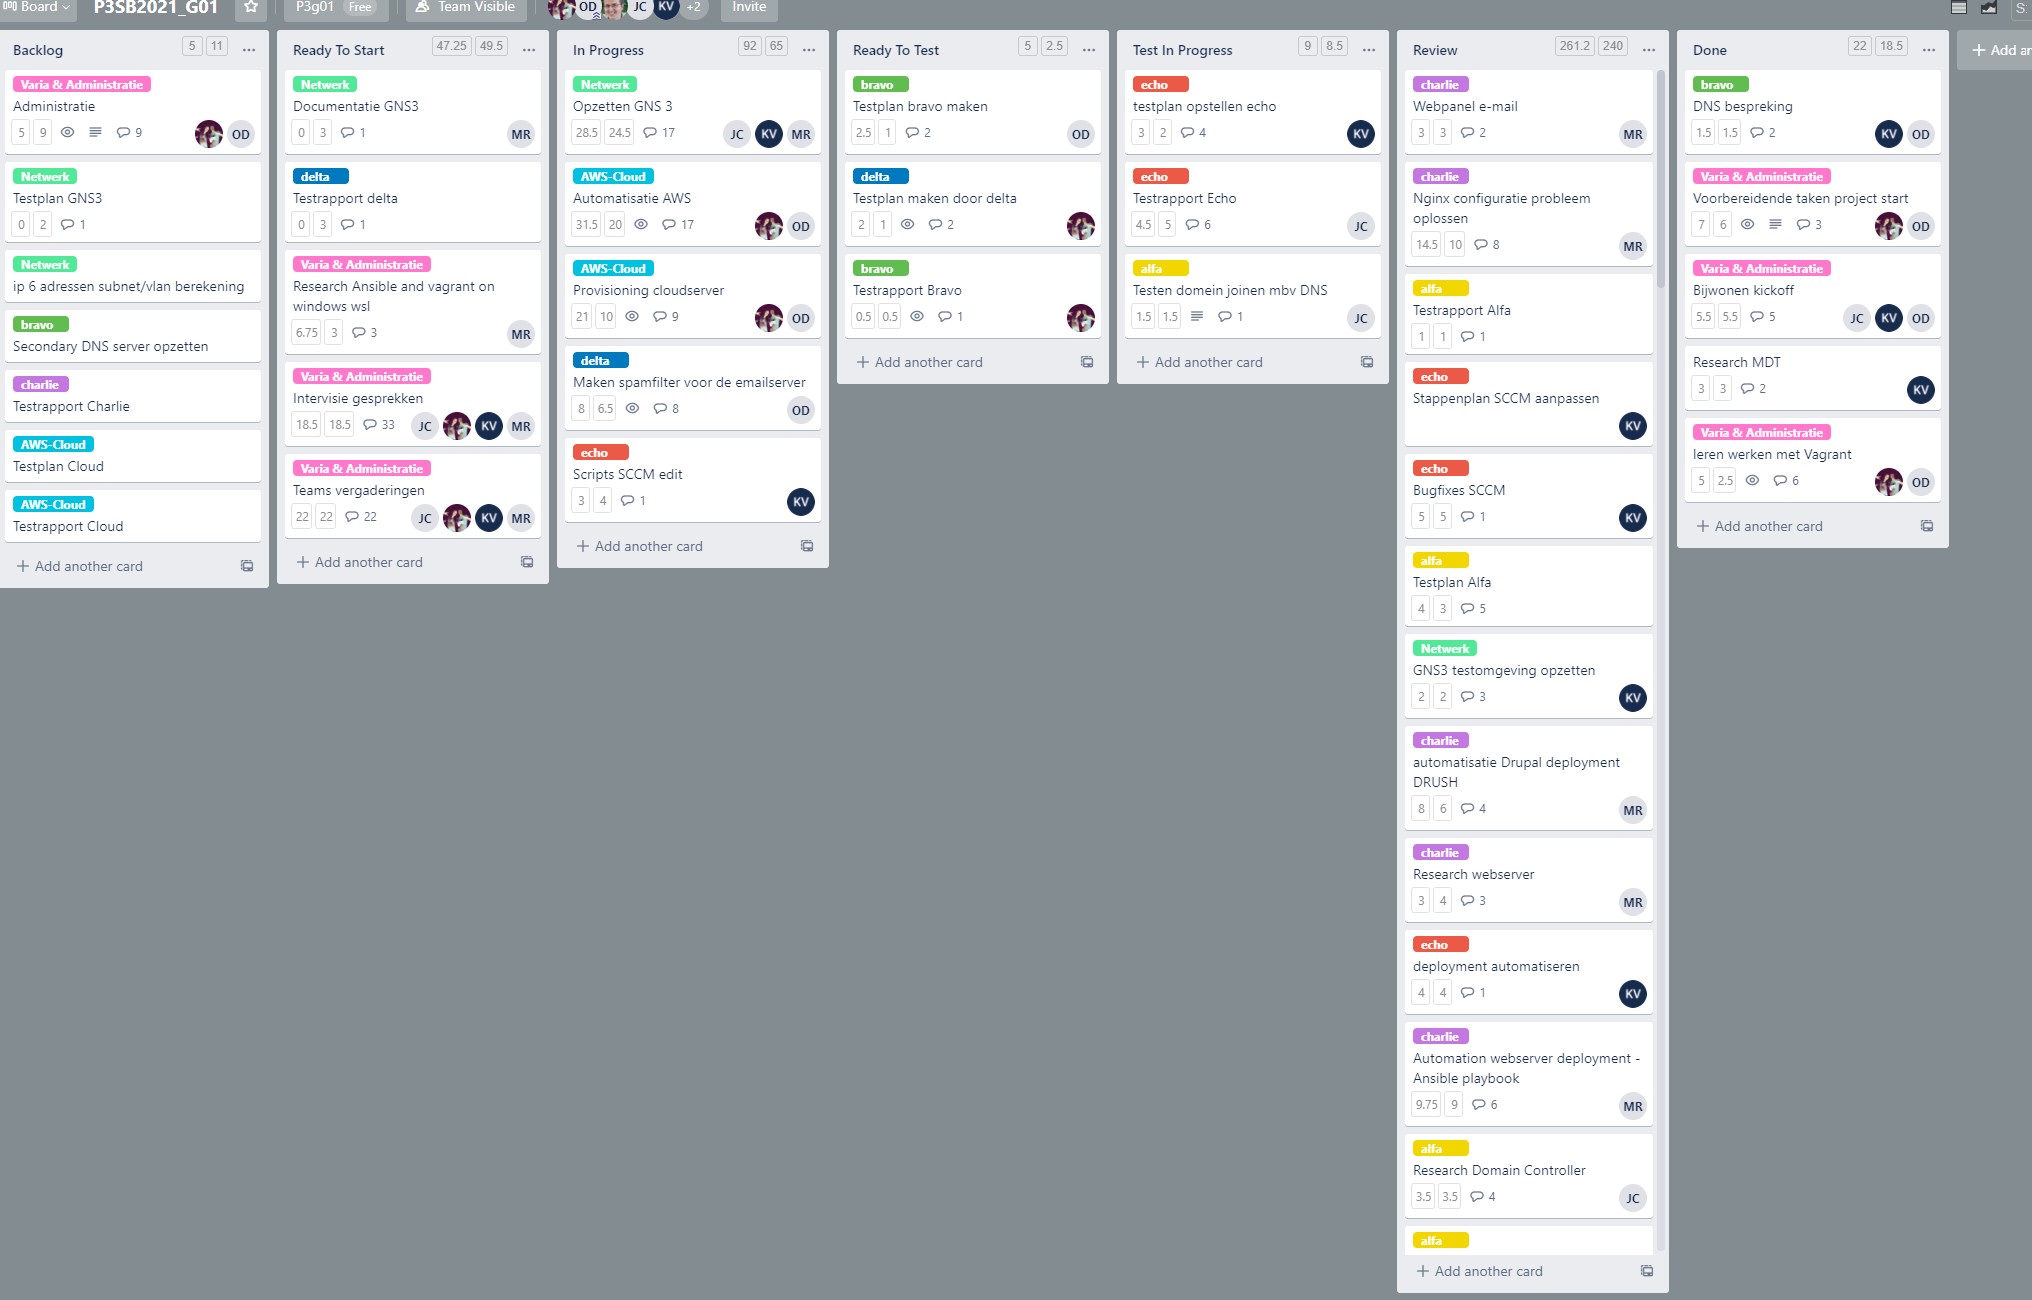 Board
P3SB2021_G01
P3g01 Free
Team Visible
OD JC KV +2
Invite
Backlog 5 11
Varia & Administratie
Administratie
5 9 9 OD
Netwerk
Testplan GNS3
0 2 1
Netwerk
ip 6 adressen subnet/vlan berekening
bravo
Secondary DNS server opzetten
charlie
Testrapport Charlie
AWS-Cloud
Testplan Cloud
AWS-Cloud
Testrapport Cloud
+ Add another card
Ready To Start 47.25 49.5
Netwerk
Documentatie GNS3
0 3 1 MR
delta
Testrapport delta
0 3 1
Varia & Administratie
Research Ansible and vagrant on
windows wsl
6.75 3 3 MR
Varia & Administratie
Intervisie gesprekken
18.5 18.5 33 JC KV MR
Varia & Administratie
Teams vergaderingen
22 22 22 JC KV MR
+ Add another card
In Progress 92 65
Netwerk
Opzetten GNS 3
28.5 24.5 17 JC KV MR
AWS-Cloud
Automatisatie AWS
31.5 20 17 OD
AWS-Cloud
Provisioning cloudserver
21 10 9 OD
delta
Maken spamfilter voor de emailserver
8 6.5 8 OD
echo
Scripts SCCM edit
3 4 1 KV
+ Add another card
Ready To Test 5 2.5
bravo
Testplan bravo maken
2.5 1 2 OD
delta
Testplan maken door delta
2 1 2
bravo
Testrapport Bravo
0.5 0.5 1
+ Add another card
Test In Progress 9 8.5
echo
testplan opstellen echo
3 2 4 KV
echo
Testrapport Echo
4.5 5 6 JC
alfa
Testen domein joinen mbv DNS
1.5 1.5 1 JC
+ Add another card
Review 261.2 240
charlie
Webpanel e-mail
3 3 2 MR
charlie
Nginx configuratie probleem
oplossen
14.5 10 8 MR
alfa
Testrapport Alfa
1 1 1
echo
Stappenplan SCCM aanpassen
KV
echo
Bugfixes SCCM
5 5 1 KV
alfa
Testplan Alfa
4 3 5
Netwerk
GNS3 testomgeving opzetten
2 2 3 KV
charlie
automatisatie Drupal deployment
DRUSH
8 6 4 MR
charlie
Research webserver
3 4 3 MR
echo
deployment automatiseren
4 4 1 KV
charlie
Automation webserver deployment -
Ansible playbook
9.75 9 6 MR
alfa
Research Domain Controller
3.5 3.5 4 JC
alfa
+ Add another card
Done 22 18.5
bravo
DNS bespreking
1.5 1.5 2 KV OD
Varia & Administratie
Voorbereidende taken project start
7 6 3 OD
Varia & Administratie
Bijwonen kickoff
5.5 5.5 5 JC KV OD
Research MDT
3 3 2 KV
Varia & Administratie
leren werken met Vagrant
5 2.5 6 OD
+ Add another card
+ Add an